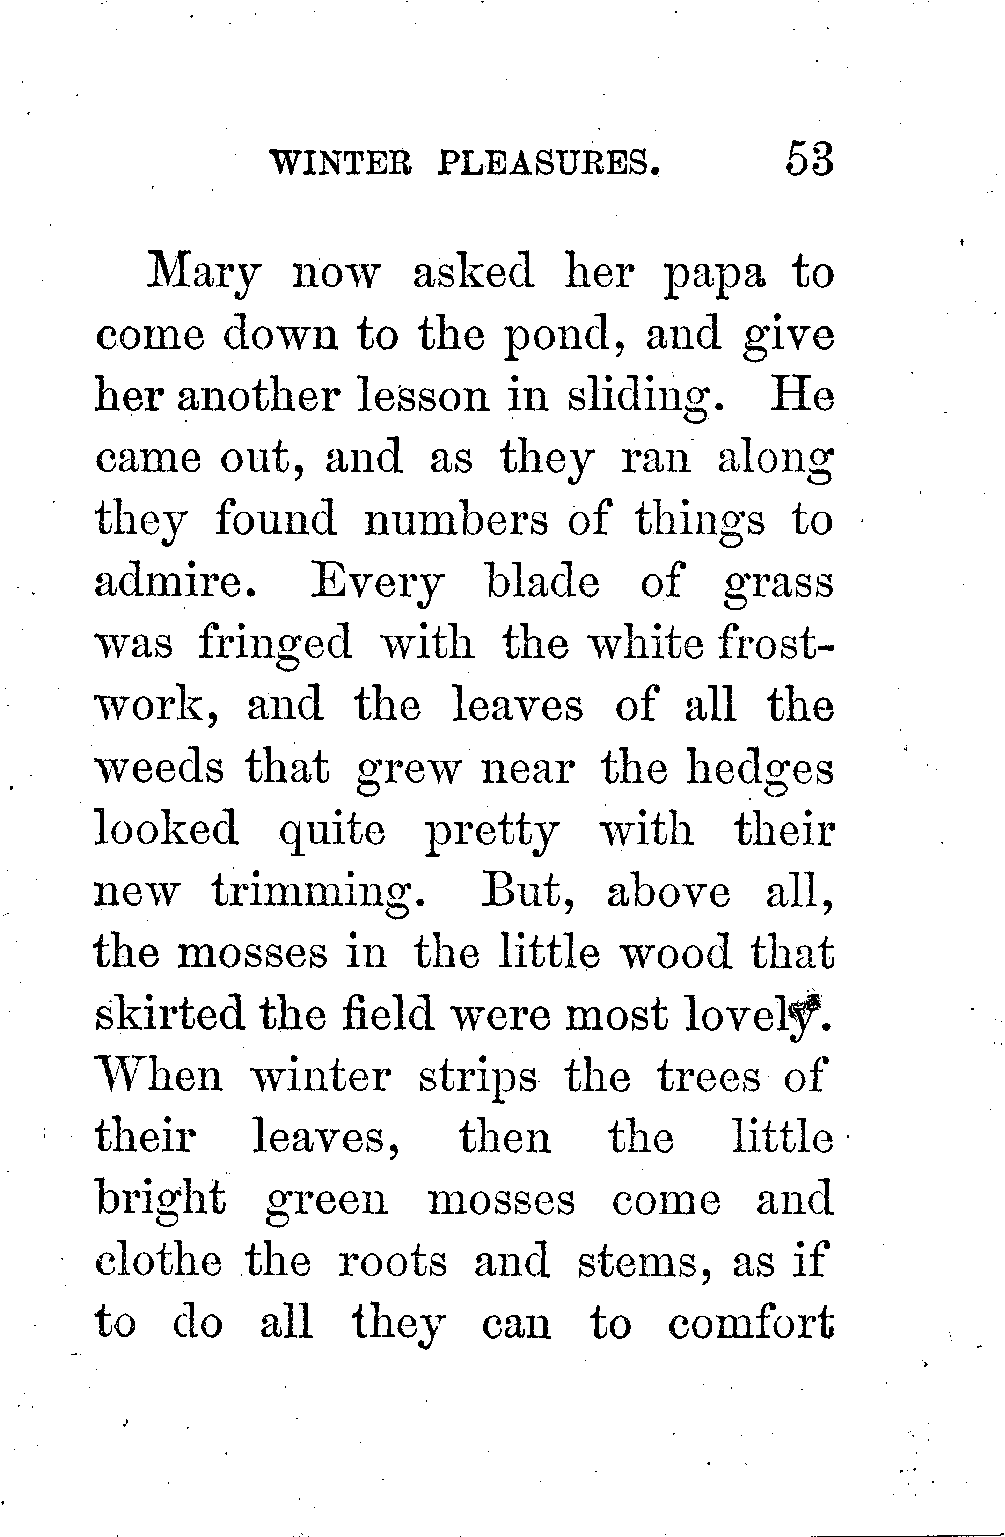 WINTER PLEASURES. 53
Mary now asked her papa to
come down to the pond, and give
her another lesson in sliding. He
came out, and as they ran along
they found numbers of things to
admire. Every blade of grass
was fringed with the white frost-
work, and the leaves of all the
weeds that grew near the hedges
looked quite pretty with their
new trimming. But, above all,
the mosses in the little wood that
skirted the field were most lovely.
When winter strips the trees of
their leaves, then the little
bright green mosses come and
clothe the roots and stems, as if
to do all they can to comfort